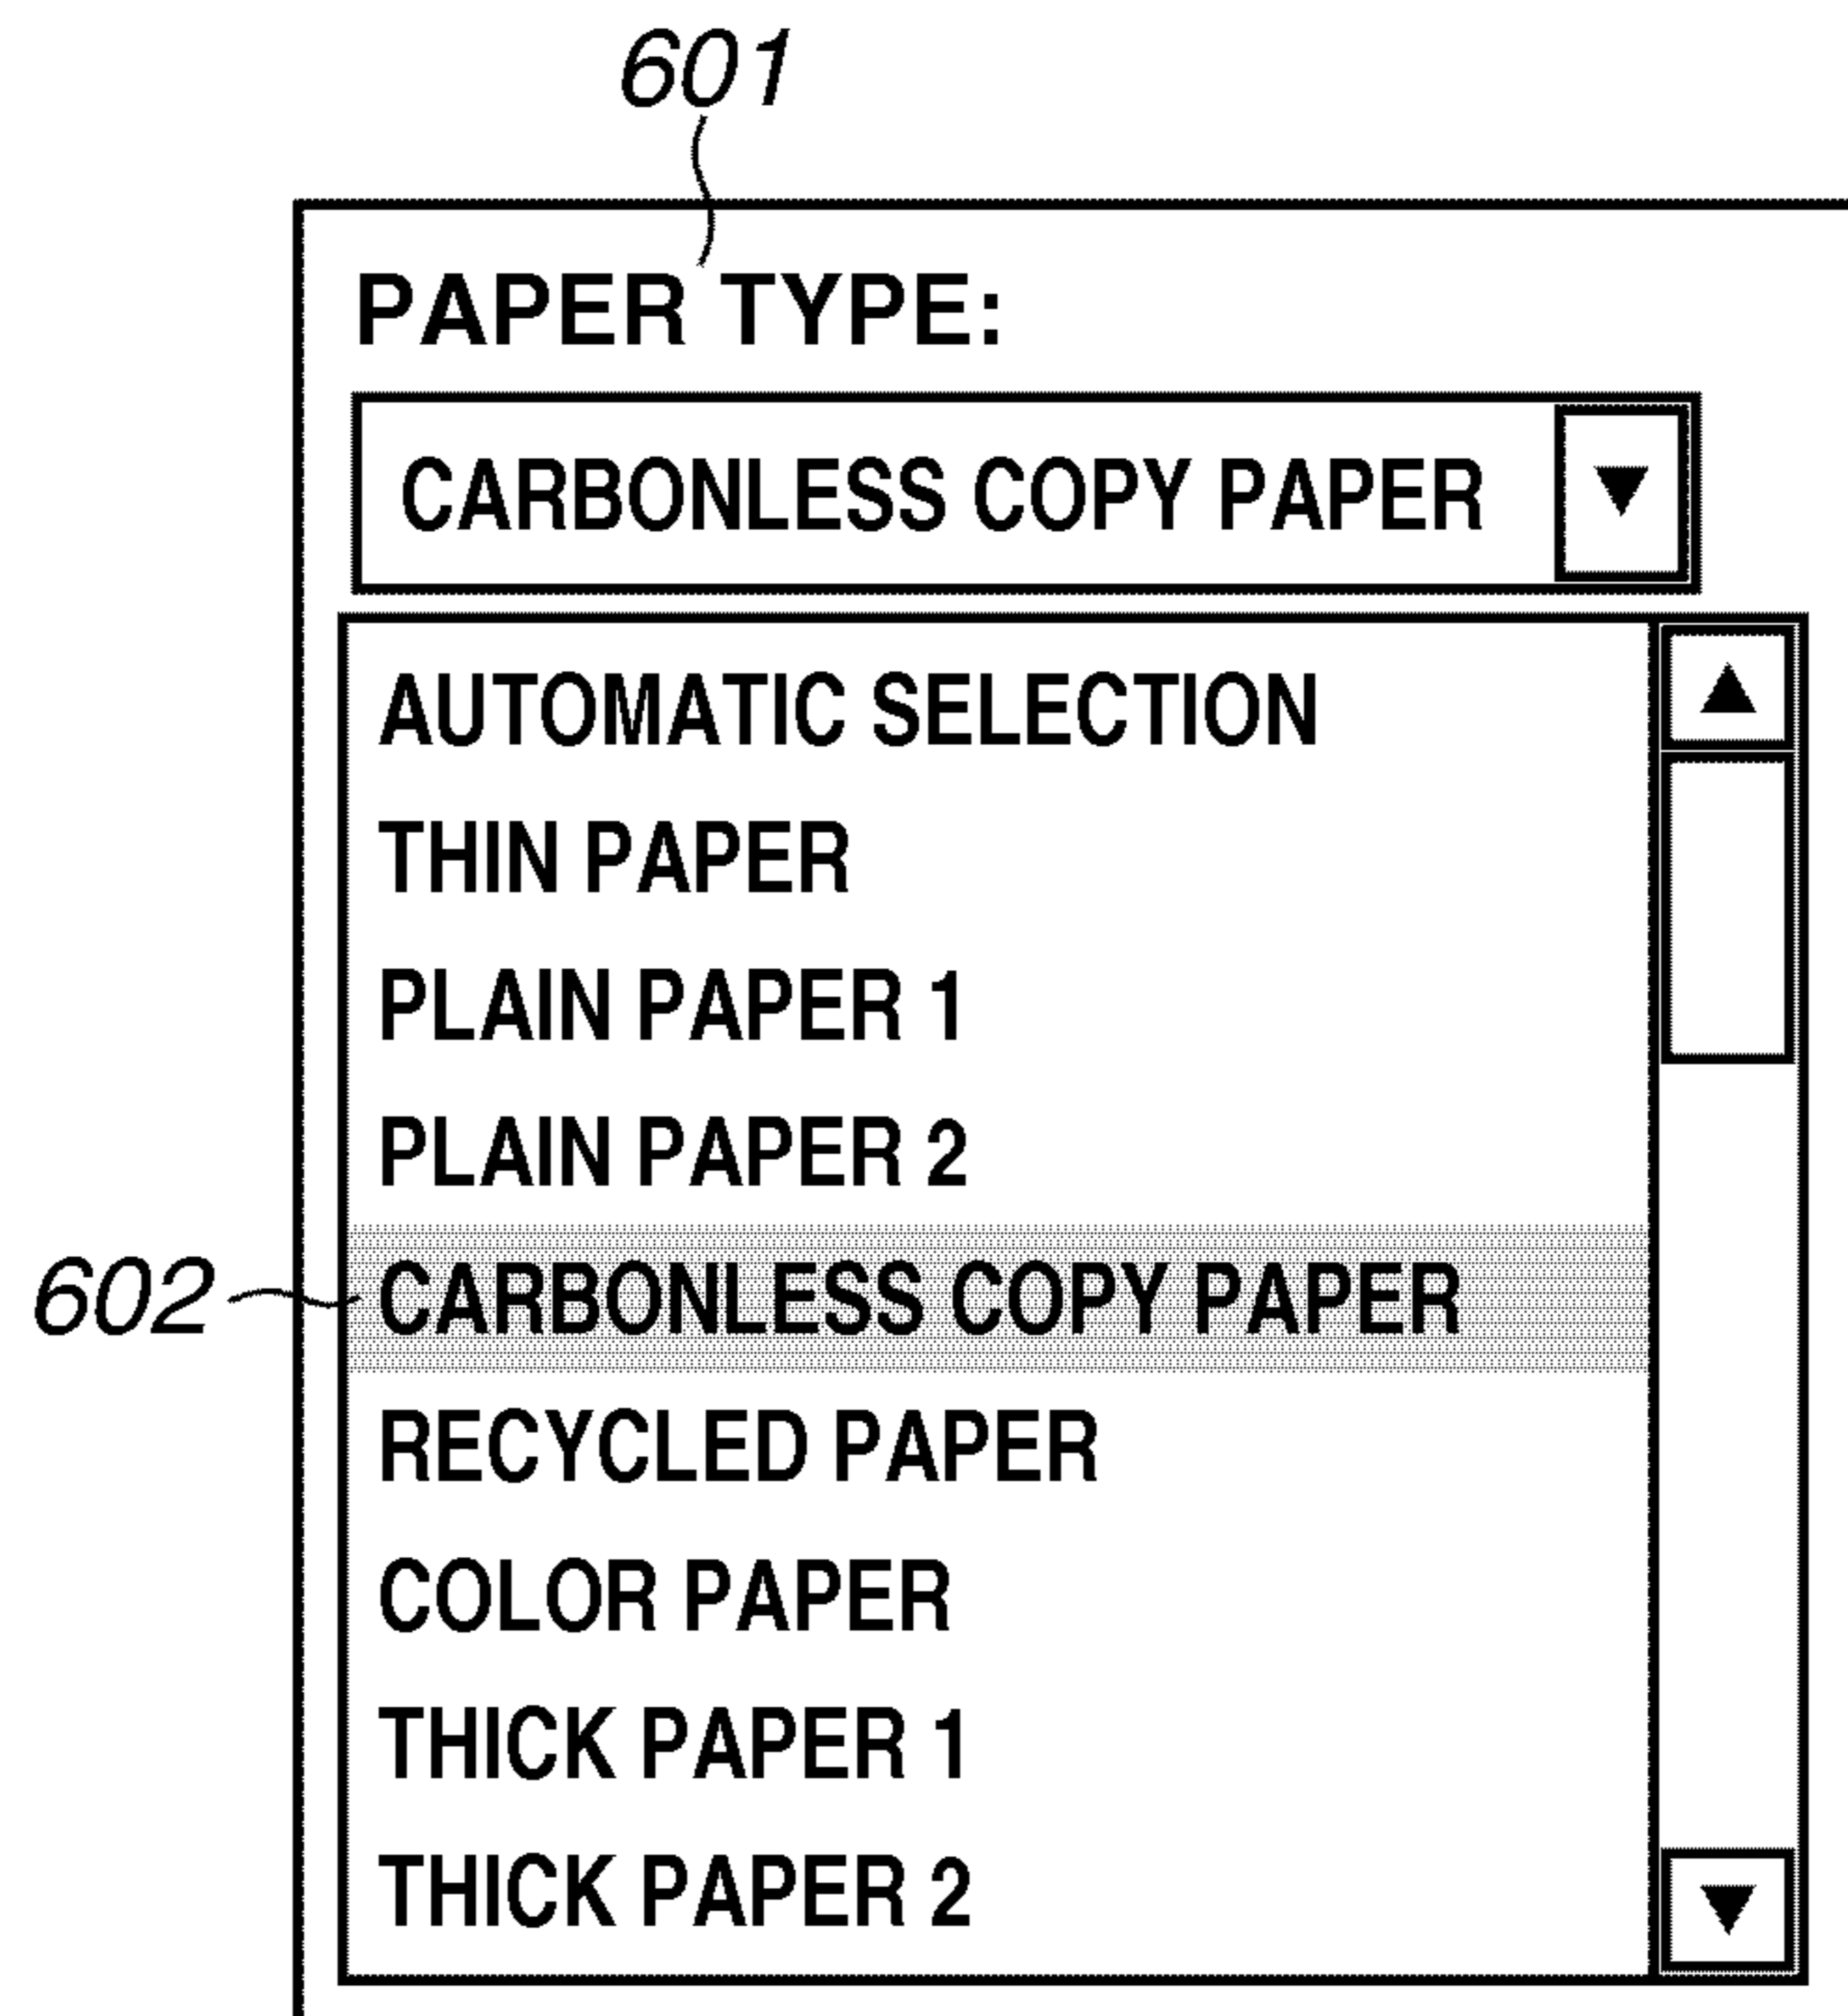 601
PAPER TYPE:
CARBONLESS COPY PAPER
AUTOMATIC SELECTION
THIN PAPER
PLAIN PAPER 1
PLAIN PAPER 2
602
CARBONLESS COPY PAPER
RECYCLED PAPER
COLOR PAPER
THICK PAPER 1
THICK PAPER 2